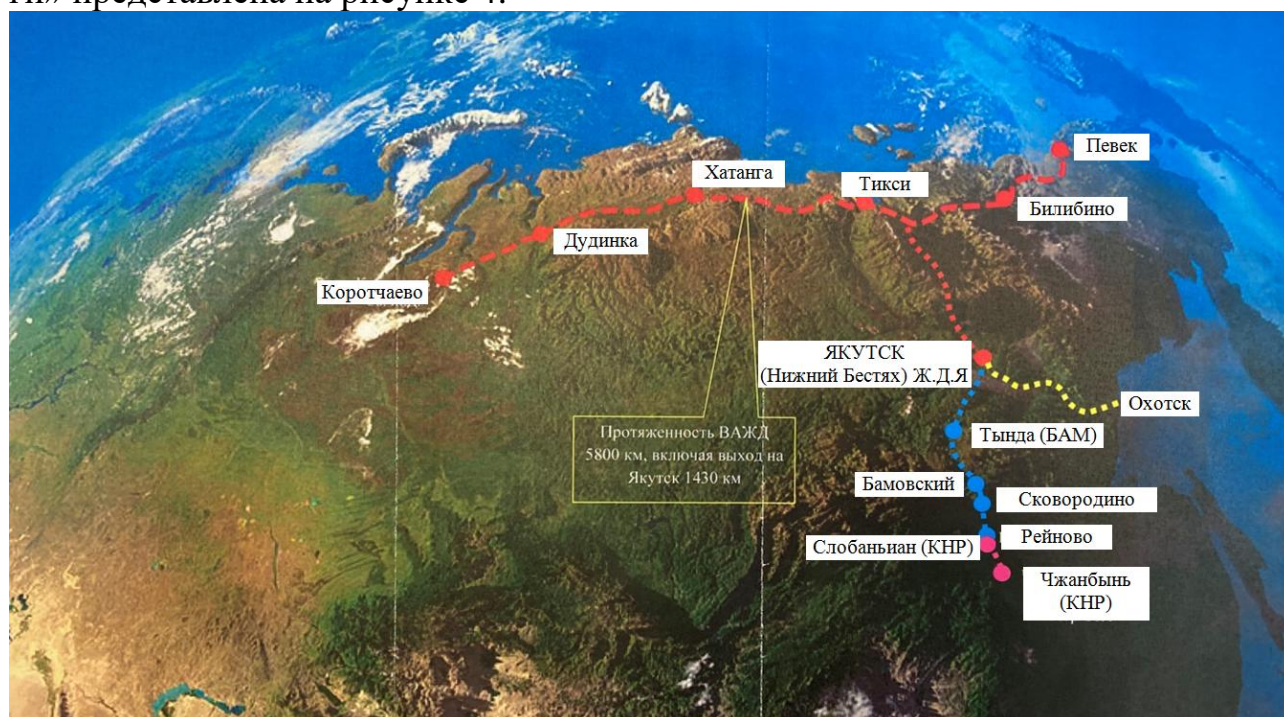 ги» представлена на рисунке 4.
Певек
Хатанга
Тикси
Билибино
Дудинка
Коротчаево
ЯКУТСК
(Нижний Бестях) Ж.Д.Я
Охотск
Протяженность ВАЖД
5800 км, включая выход на
Якутск 1430 км
Тында (БАМ)
Бамовский
Сковородино
Рейново
Слобаньиан (КНР)
Чжанбынь
(КНР)